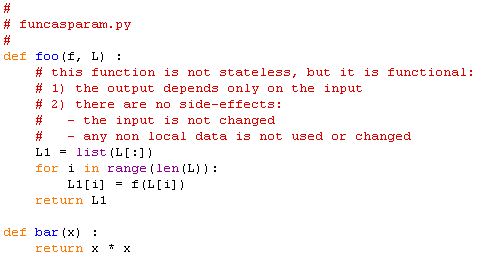 #
# funcasparam.py
#
def foo(f, L) :
    # this function is not stateless, but it is functional:
    # 1) the output depends only on the input
    # 2) there are no side-effects:
    #   - the input is not changed
    #   - any non local data is not used or changed
    L1 = list(L[:])
    for i in range(len(L)):
        L1[i] = f(L[i])
    return L1

def bar(x) :
    return x * x